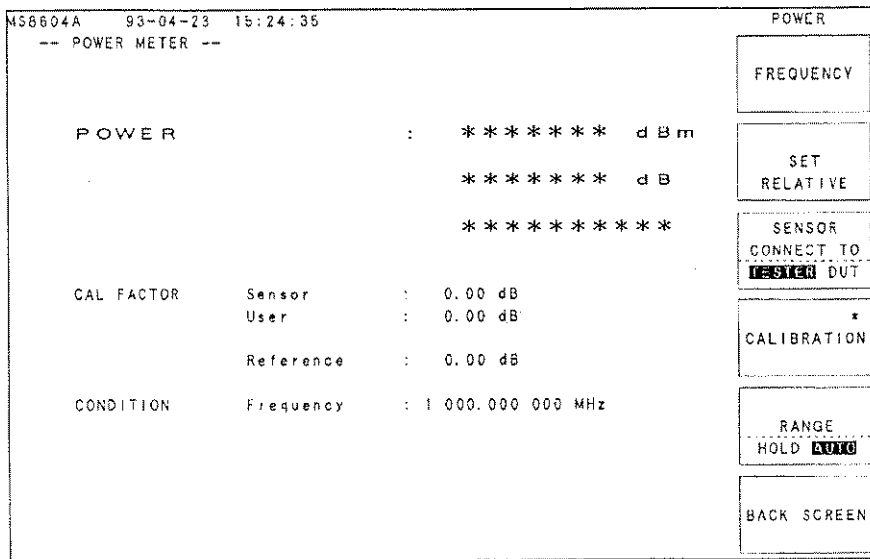 MS8604A 93-04-23 15:24:35
-- POWER METER --
POWER : ******* dBm
******* dB
**********
CAL FACTOR Sensor : 0.00 dB
User : 0.00 dB
Reference : 0.00 dB
CONDITION Frequency : 1 000.000 000 MHz
POWER
FREQUENCY
SET
RELATIVE
SENSOR
CONNECT TO
TESTER DUT
*
CALIBRATION
RANGE
HOLD AUTO
BACK SCREEN